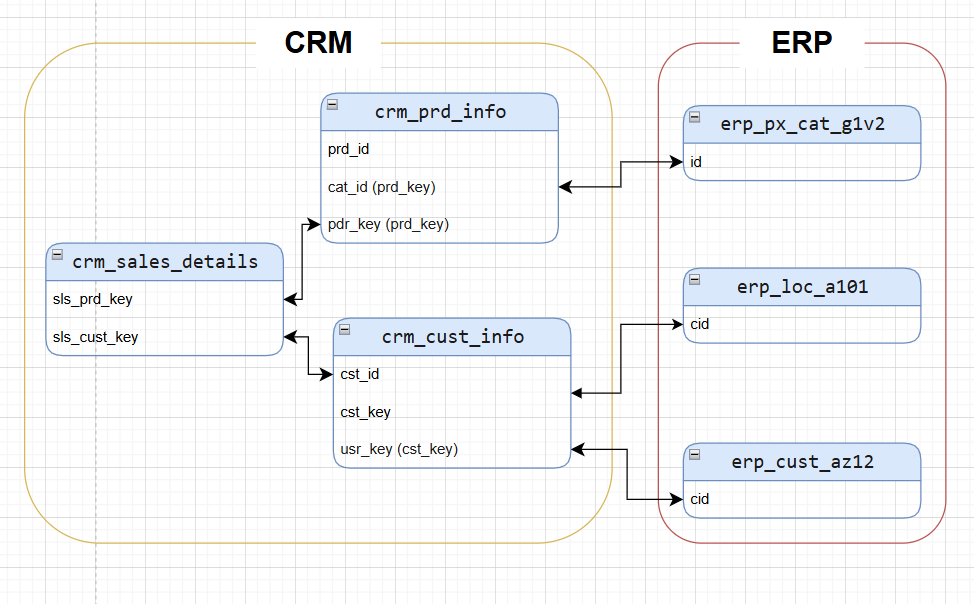 CRM
ERP
crm_prd_info
prd_id
cat_id (prd_key)
pdr_key (prd_key)
crm_sales_details
sls_prd_key
sls_cust_key
crm_cust_info
cst_id
cst_key
usr_key (cst_key)
erp_px_cat_g1v2
id
erp_loc_a101
cid
erp_cust_az12
cid